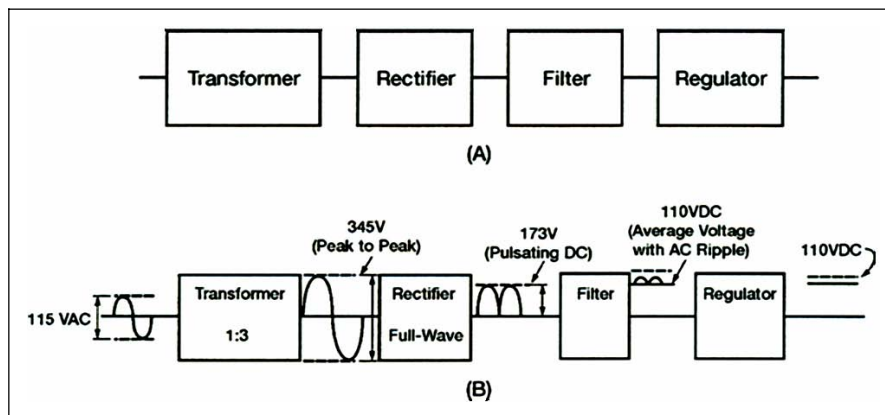 Transformer Rectifier Filter Regulator
(A)
345V
(Peak to Peak)
173V
(Pulsating DC)
110VDC
(Average Voltage
with AC Ripple)
110VDC
115 VAC
Transformer
1:3
Rectifier
Full-Wave
Filter
Regulator
(B)